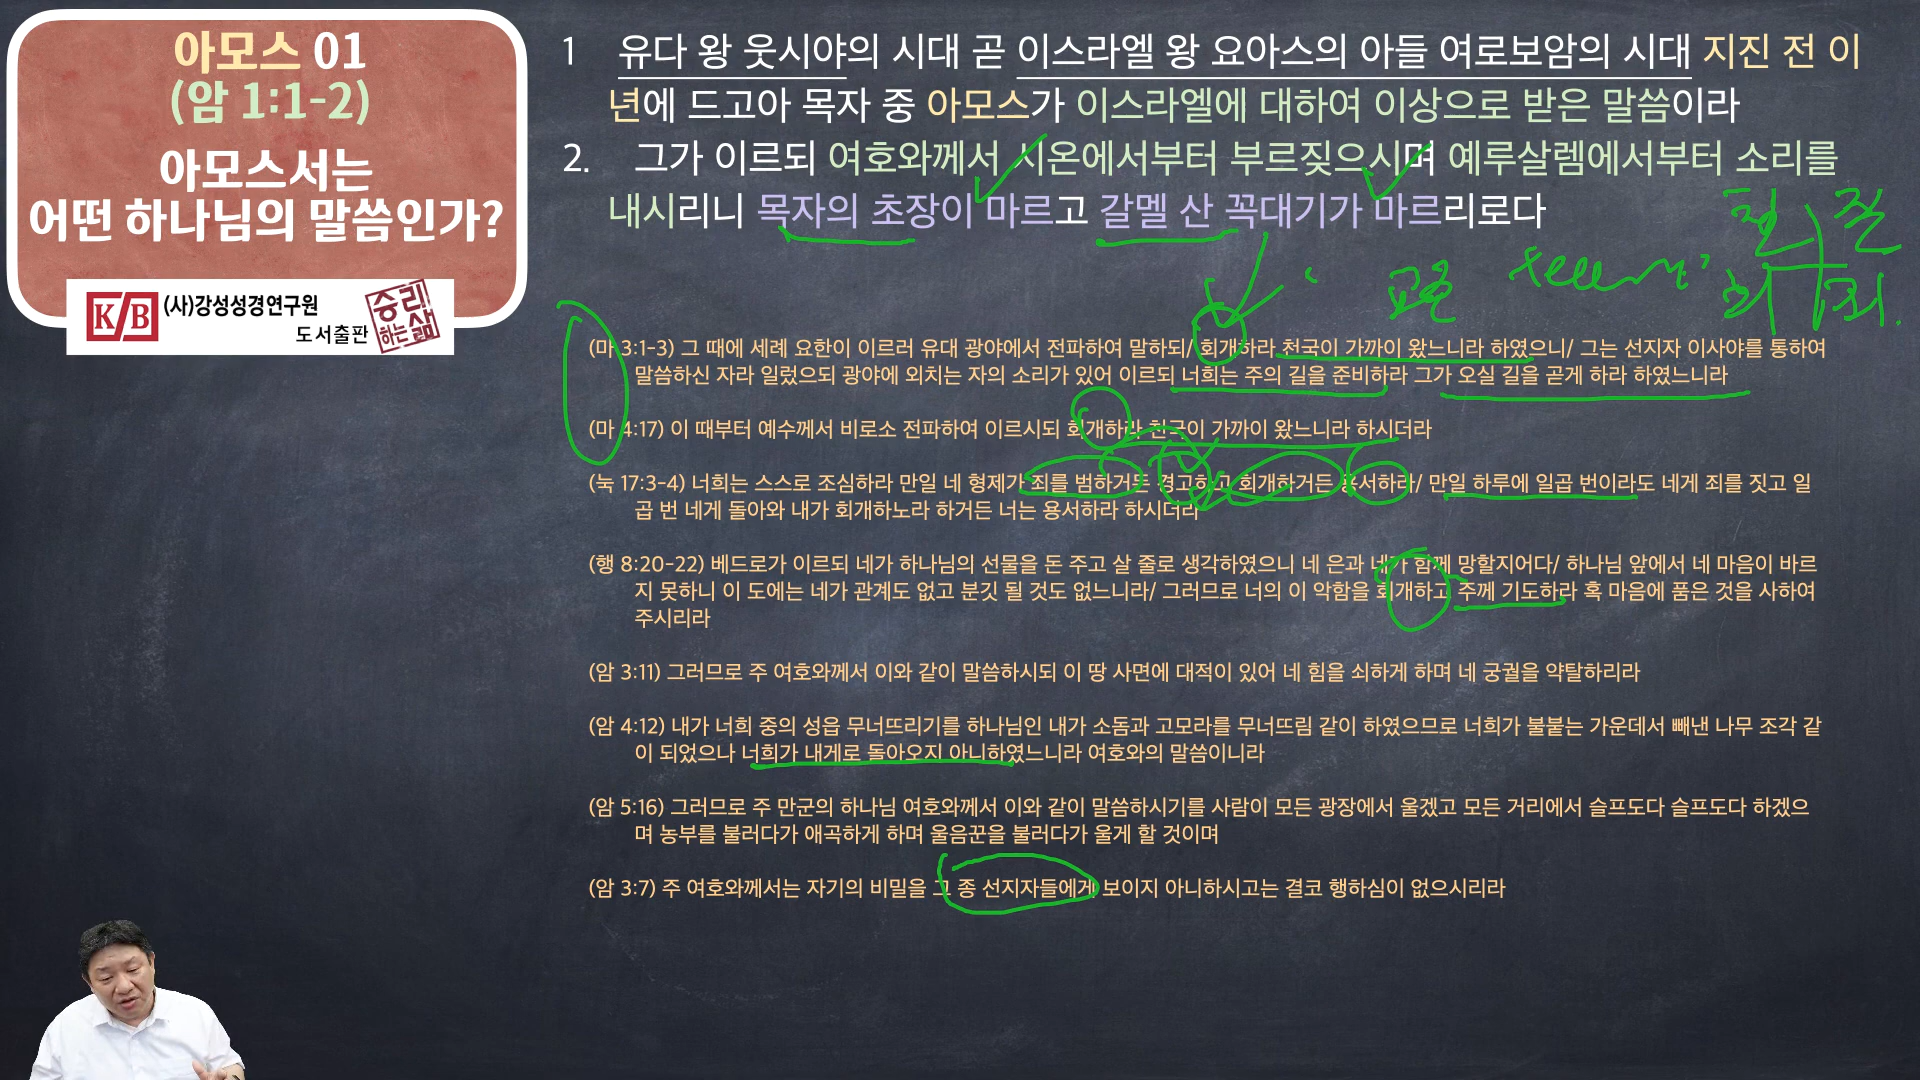 아모스 01
(암 1:1-2)
아모스서는
어떤 하나님의 말씀인가?
KB (사)강성성경연구원
도서출판 승리하는 삶
1 유다 왕 웃시야의 시대 곧 이스라엘 왕 요아스의 아들 여로보암의 시대 지진 전 이
년에 드고아 목자 중 아모스가 이스라엘에 대하여 이상으로 받은 말씀이라
2. 그가 이르되 여호와께서 시온에서부터 부르짖으시며 예루살렘에서부터 소리를
내시리니 목자의 초장이 마르고 갈멜 산 꼭대기가 마르리로다
(마 3:1-3) 그 때에 세례 요한이 이르러 유대 광야에서 전파하여 말하되/ 회개하라 천국이 가까이 왔느니라 하였으니/ 그는 선지자 이사야를 통하여
말씀하신 자라 일렀으되 광야에 외치는 자의 소리가 있어 이르되 너희는 주의 길을 준비하라 그가 오실 길을 곧게 하라 하였느니라
(마 4:17) 이 때부터 예수께서 비로소 전파하여 이르시되 회개하라 천국이 가까이 왔느니라 하시더라
(눅 17:3-4) 너희는 스스로 조심하라 만일 네 형제가 죄를 범하거든 경고하고 회개하거든 용서하라/ 만일 하루에 일곱 번이라도 네게 죄를 짓고 일
곱 번 네게 돌아와 내가 회개하노라 하거든 너는 용서하라 하시더라
(행 8:20-22) 베드로가 이르되 네가 하나님의 선물을 돈 주고 살 줄로 생각하였으니 네 은과 네가 함께 망할지어다/ 하나님 앞에서 네 마음이 바르
지 못하니 이 도에는 네가 관계도 없고 분깃 될 것도 없느니라/ 그러므로 너의 이 악함을 회개하고 주께 기도하라 혹 마음에 품은 것을 사하여
주시리라
(암 3:11) 그러므로 주 여호와께서 이와 같이 말씀하시되 이 땅 사면에 대적이 있어 네 힘을 쇠하게 하며 네 궁궐을 약탈하리라
(암 4:12) 내가 너희 중의 성읍 무너뜨리기를 하나님인 내가 소돔과 고모라를 무너뜨림 같이 하였으므로 너희가 불붙는 가운데서 빼낸 나무 조각 같
이 되었으나 너희가 내게로 돌아오지 아니하였느니라 여호와의 말씀이니라
(암 5:16) 그러므로 주 만군의 하나님 여호와께서 이와 같이 말씀하시기를 사람이 모든 광장에서 울겠고 모든 거리에서 슬프도다 슬프도다 하겠으
며 농부를 불러다가 애곡하게 하며 울음꾼을 불러다가 울게 할 것이며
(암 3:7) 주 여호와께서는 자기의 비밀을 그 종 선지자들에게 보이지 아니하시고는 결코 행하심이 없으시리라